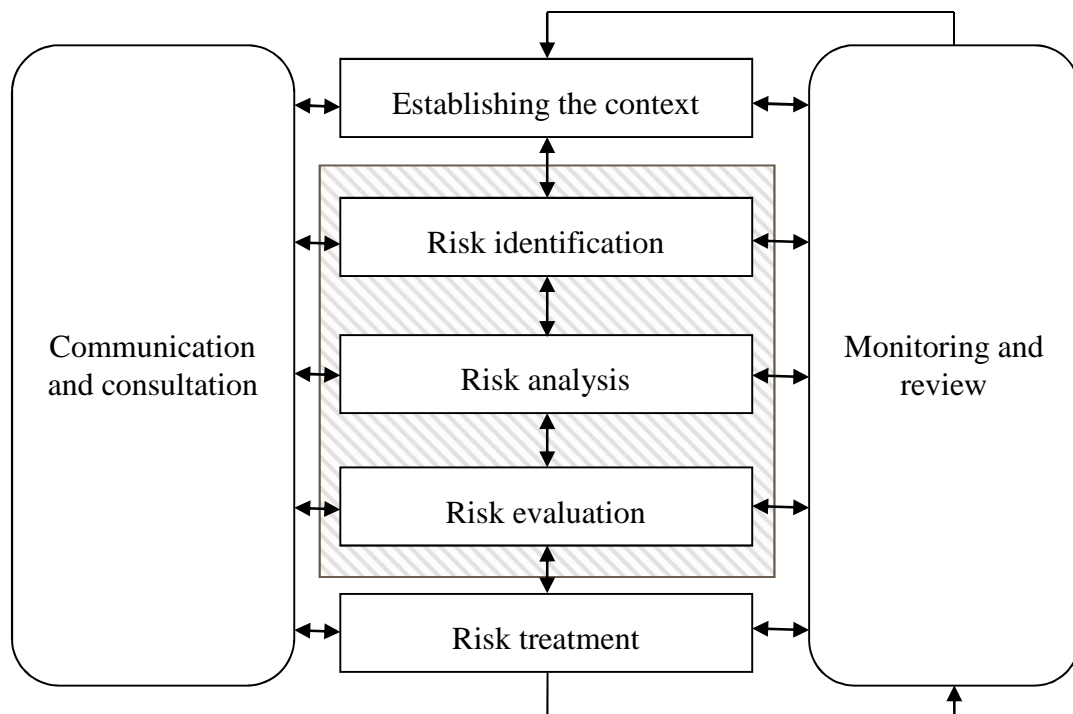 Establishing the context
Risk identification
Communication
and consultation
Risk analysis
Monitoring and
review
Risk evaluation
Risk treatment